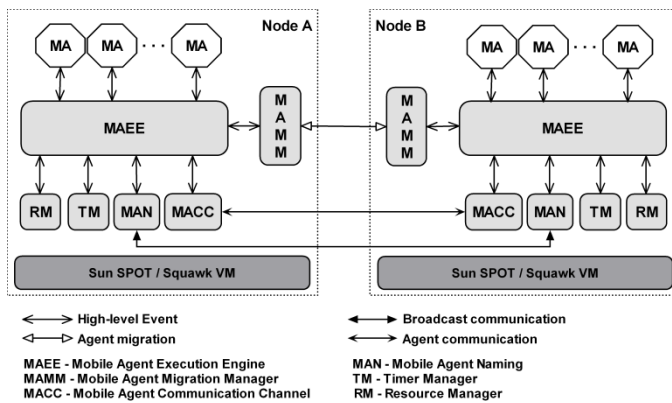 Node A
Node B
MA MA ... MA
MA MA ... MA
MAEE
MAMM
MAMM
MAEE
RM TM MAN MACC
MACC MAN TM RM
Sun SPOT / Squawk VM
Sun SPOT / Squawk VM
High-level Event
Broadcast communication
Agent migration
Agent communication
MAEE - Mobile Agent Execution Engine
MAN - Mobile Agent Naming
MAMM - Mobile Agent Migration Manager
TM - Timer Manager
MACC - Mobile Agent Communication Channel
RM - Resource Manager